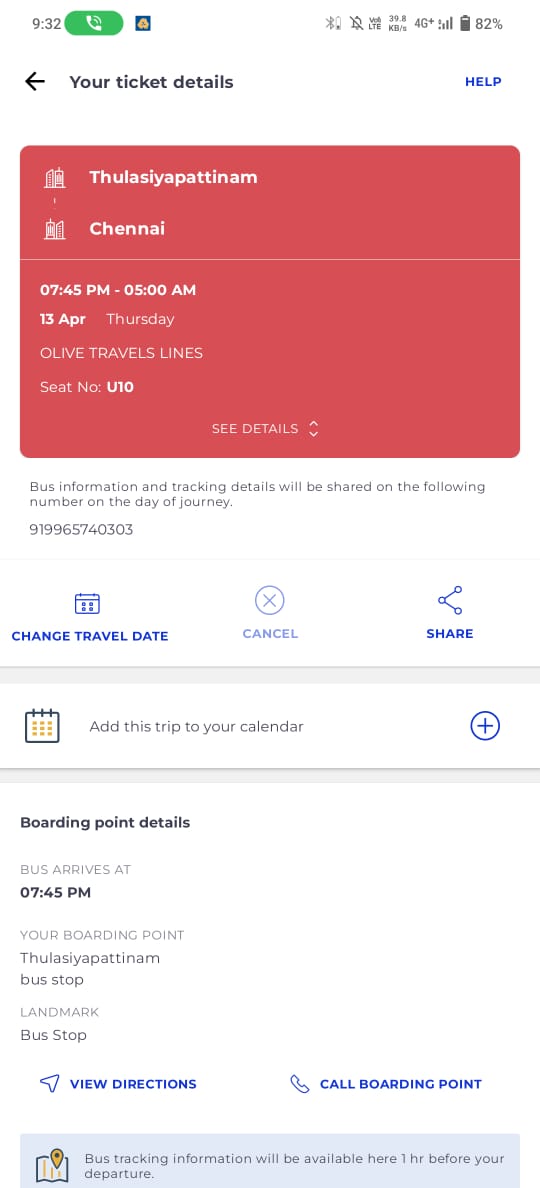 9:32
Vo) LTE
39.8 KB/s
4G+
82%
Your ticket details
HELP
Thulasiyapattinam
Chennai
07:45 PM - 05:00 AM
13 Apr Thursday
OLIVE TRAVELS LINES
Seat No: U10
SEE DETAILS
Bus information and tracking details will be shared on the following
number on the day of journey.
919965740303
CHANGE TRAVEL DATE
CANCEL
SHARE
Add this trip to your calendar
Boarding point details
BUS ARRIVES AT
07:45 PM
YOUR BOARDING POINT
Thulasiyapattinam
bus stop
LANDMARK
Bus Stop
VIEW DIRECTIONS
CALL BOARDING POINT
Bus tracking information will be available here 1 hr before your
departure.